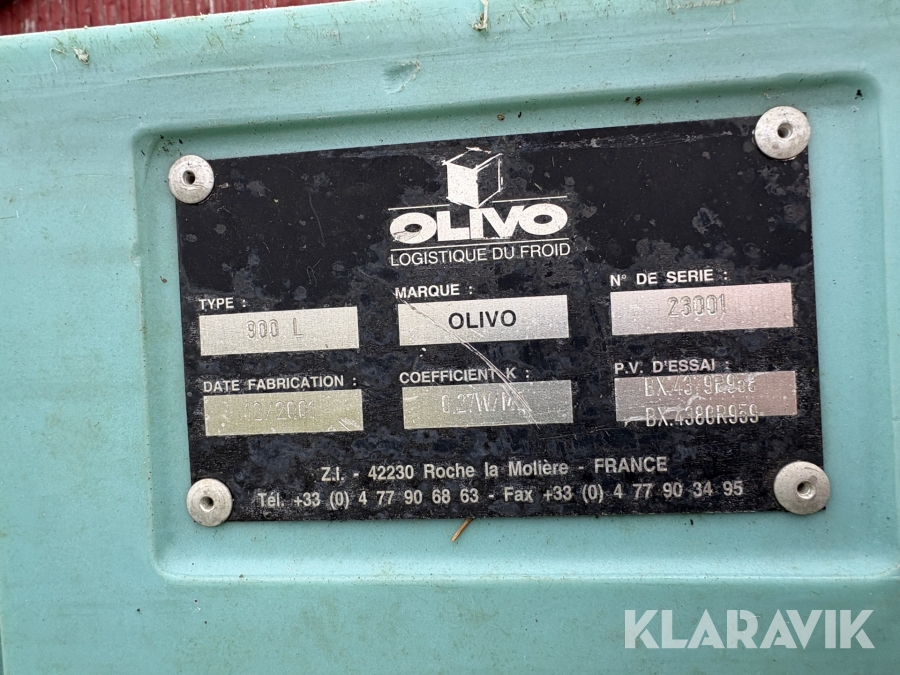 OLIVO
LOGISTIQUE DU FROID
TYPE : MARQUE : N° DE SERIE :
900 L OLIVO 23001
DATE FABRICATION : COEFFICIENT K : P.V. D'ESSAI :
Z.I. - 42230 Roche la Molière - FRANCE
Tél. +33 (0) 4 77 90 68 63 - Fax +33 (0) 4 77 90 34 95
KLARAVIK